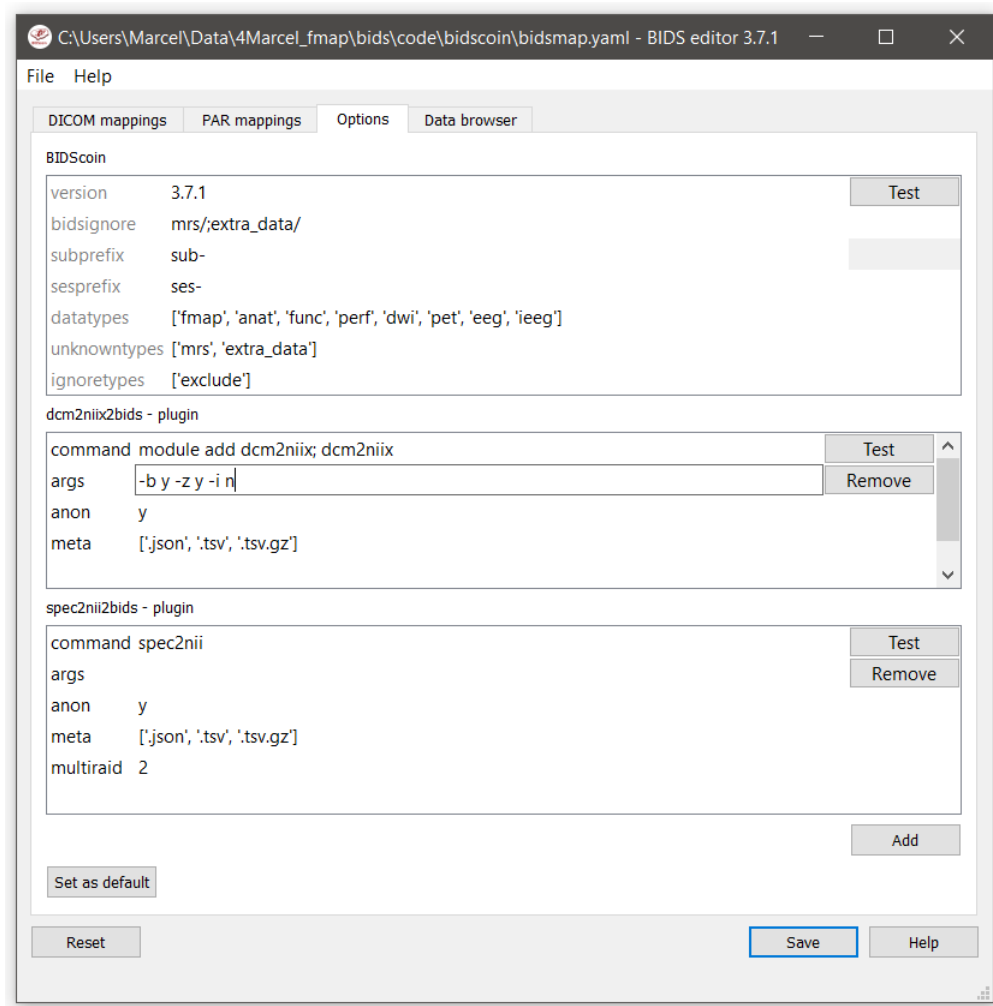 C:\Users\Marcel\Data\4Marcel_fmap\bids\code\bidscoin\bidsmap.yaml - BIDS editor 3.7.1
File Help
DICOM mappings PAR mappings Options Data browser
BIDScoin
version 3.7.1 Test
bidsignore mrs/;extra_data/
subprefix sub-
sesprefix ses-
datatypes ['fmap', 'anat', 'func', 'perf', 'dwi', 'pet', 'eeg', 'ieeg']
unknowntypes ['mrs', 'extra_data']
ignoretypes ['exclude']
dcm2niix2bids - plugin
command module add dcm2niix; dcm2niix Test
args -b y -z y -i n Remove
anon y
meta ['.json', '.tsv', '.tsv.gz']
spec2nii2bids - plugin
command spec2nii Test
args Remove
anon y
meta ['.json', '.tsv', '.tsv.gz']
multiraid 2
Add
Set as default
Reset Save Help